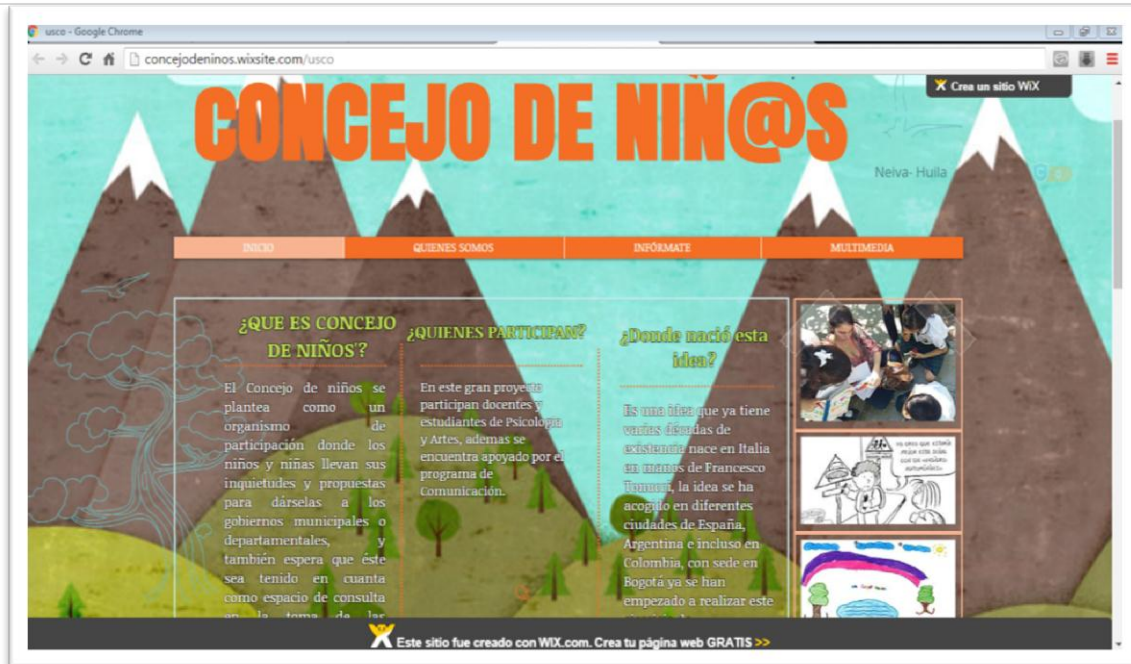 usco - Google Chrome
concejodeninos.wixsite.com/usco
Crea un sitio WiX
CONCEJO DE NIÑ@S
Neiva- Huila
INICIO
QUIENES SOMOS
INFÓRMATE
MULTIMEDIA
¿QUE ES CONCEJO
DE NIÑOS'?
El Concejo de niños se
plantea como un
organismo de
participación donde los
niños y niñas llevan sus
inquietudes y propuestas
para dárselas a los
gobiernos municipales o
departamentales, y
también espera que éste
sea tenido en cuanta
como espacio de consulta
en la toma de las
¿QUIENES PARTICIPAN?
En este gran proyecto
participan docentes y
estudiantes de Psicología
y Artes, ademas se
encuentra apoyado por el
programa de
Comunicación.
¿Donde nació esta
idea?
Es una idea que ya tiene
varias décadas de
existencia nace en Italia
en manos de Francesco
la idea se ha
acogido en diferentes
ciudades de España,
Argentina e incluso en
Colombia, con sede en
Bogotá ya se han
empezado a realizar este
Este sitio fue creado con WIX.com. Crea tu página web GRATIS >>